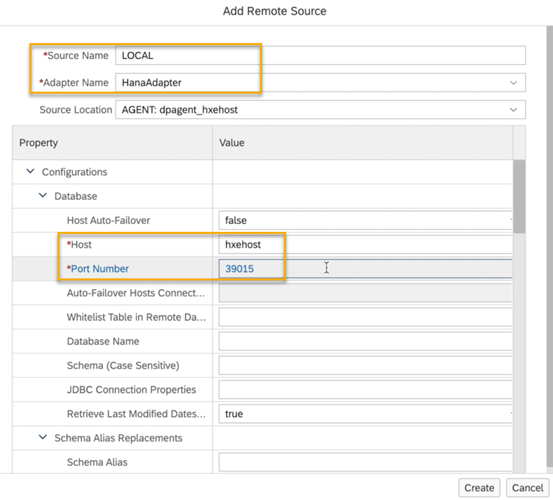 Add Remote Source
*Source Name LOCAL
*Adapter Name HanaAdapter
Source Location AGENT: dpagent_hxehost
Property Value
Configurations
Database
Host Auto-Failover false
*Host hxehost
*Port Number 39015
Auto-Failover Hosts Connect...
Whitelist Table in Remote Da...
Database Name
Schema (Case Sensitive)
JDBC Connection Properties
Retrieve Last Modified Dates... true
Schema Alias Replacements
Schema Alias
Create Cancel